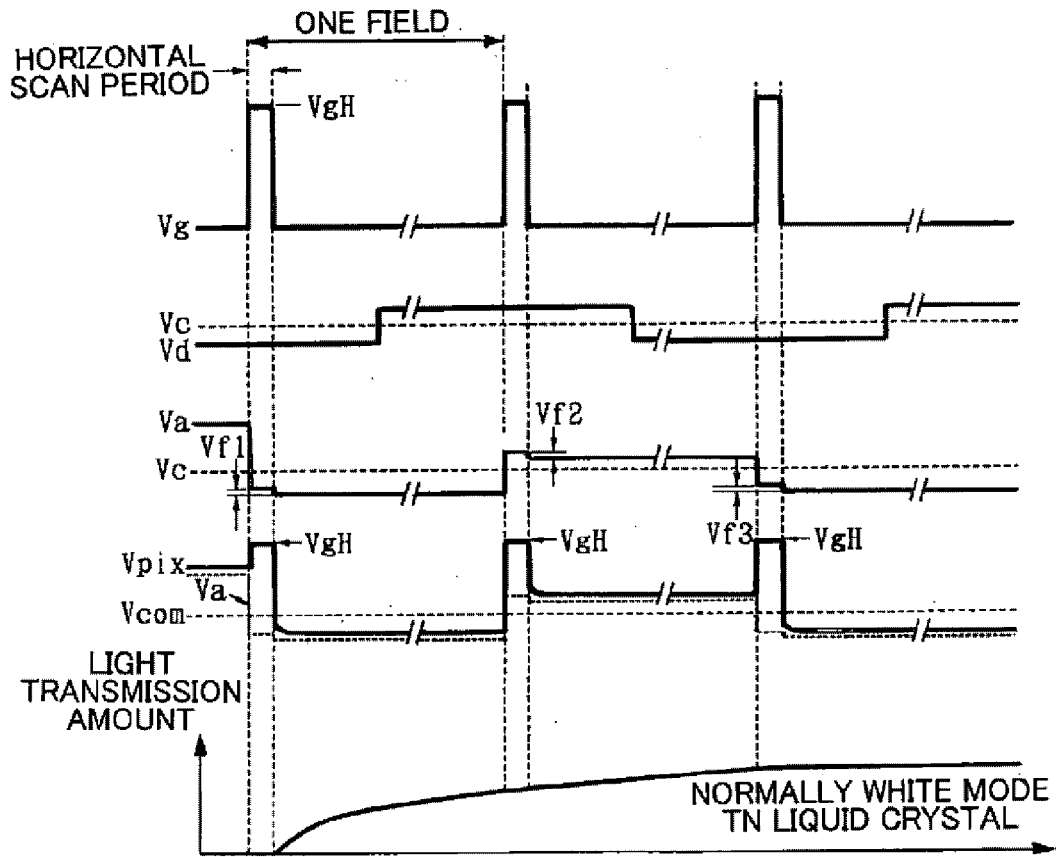 ONE FIELD
HORIZONTAL
SCAN PERIOD
VgH
Vg
Vc
Vd
Va
Vf1
Vf2
Vc
Vf3
VgH
VgH
VgH
Vpix
Va
Vcom
LIGHT
TRANSMISSION
AMOUNT
NORMALLY WHITE MODE
TN LIQUID CRYSTAL